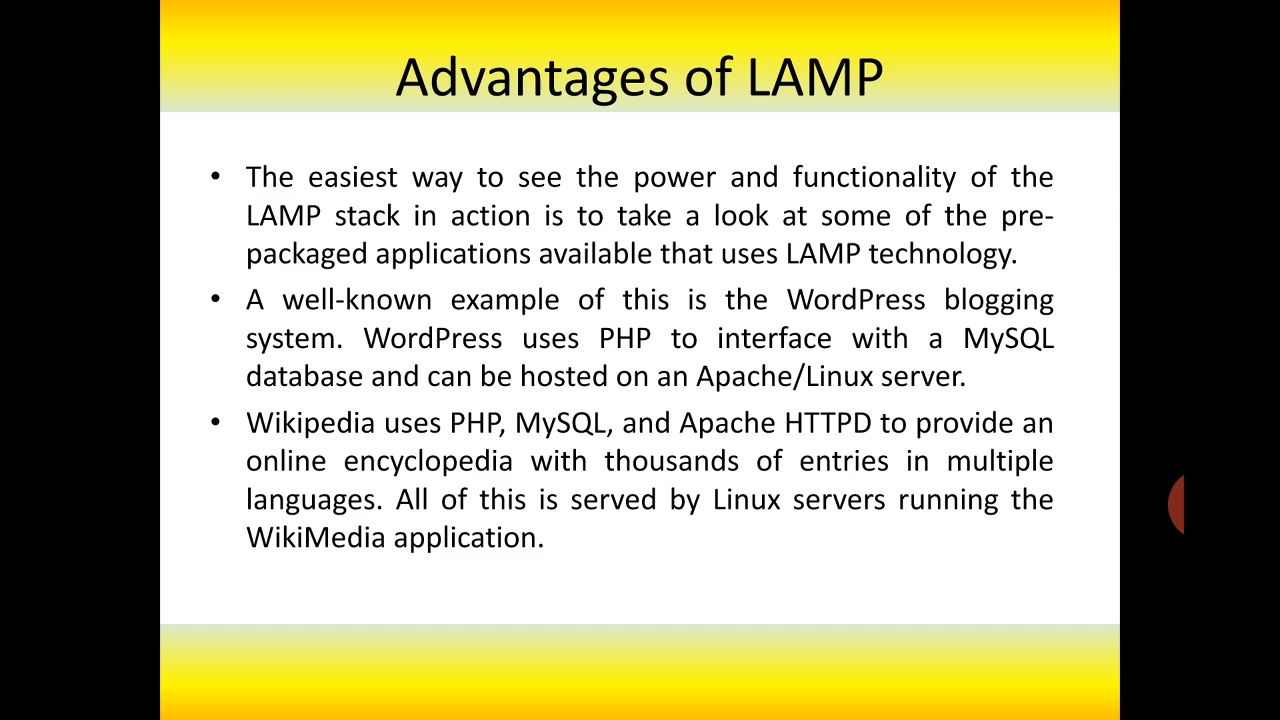 Advantages of LAMP
• The easiest way to see the power and functionality of the
LAMP stack in action is to take a look at some of the pre-
packaged applications available that uses LAMP technology.
• A well-known example of this is the WordPress blogging
system. WordPress uses PHP to interface with a MySQL
database and can be hosted on an Apache/Linux server.
• Wikipedia uses PHP, MySQL, and Apache HTTPD to provide an
online encyclopedia with thousands of entries in multiple
languages. All of this is served by Linux servers running the
WikiMedia application.